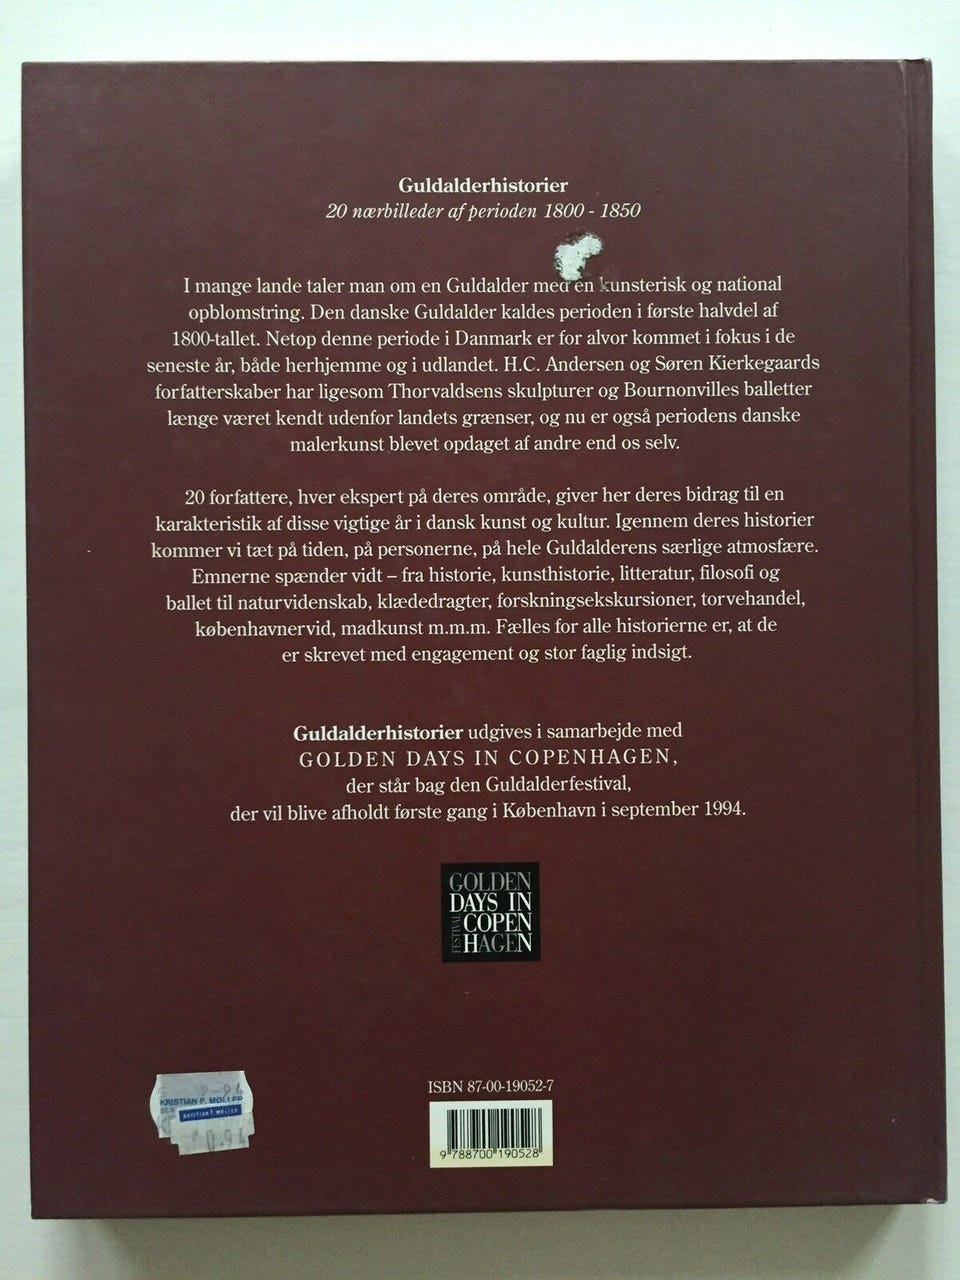 Guldalderhistorier
20 nærbilleder af perioden 1800 - 1850
I mange lande taler man om en Guldalder med en kunsterisk og national
opblomstring. Den danske Guldalder kaldes perioden i første halvdel af
1800-tallet. Netop denne periode i Danmark er for alvor kommet i fokus i de
seneste år, både herhjemme og i udlandet. H.C. Andersen og Søren Kierkegaards
forfatterskaber har ligesom Thorvaldsens skulpturer og Bournonvilles balletter
længe været kendt udenfor landets grænser, og nu er også periodens danske
malerkunst blevet opdaget af andre end os selv.
20 forfattere, hver ekspert på deres område, giver her deres bidrag til en
karakteristik af disse vigtige år i dansk kunst og kultur. Igennem deres historier
kommer vi tæt på tiden, på personerne, på hele Guldalderens særlige atmosfære.
Emnerne spænder vidt – fra historie, kunsthistorie, litteratur, filosofi og
ballet til naturvidenskab, klædedragter, forskningsekskursioner, torvehandel,
københavnervid, madkunst m.m.m. Fælles for alle historierne er, at de
er skrevet med engagement og stor faglig indsigt.
Guldalderhistorier udgives i samarbejde med
GOLDEN DAYS IN COPENHAGEN,
der står bag den Guldalderfestival,
der vil blive afholdt første gang i København i september 1994.
GOLDEN
DAYS IN
COPEN
HAGEN
FESTIVAL
ISBN 87-00-19052-7
9 788700 190528
KRISTIAN F. MØLLER
KRISTIAN F. MØLLER